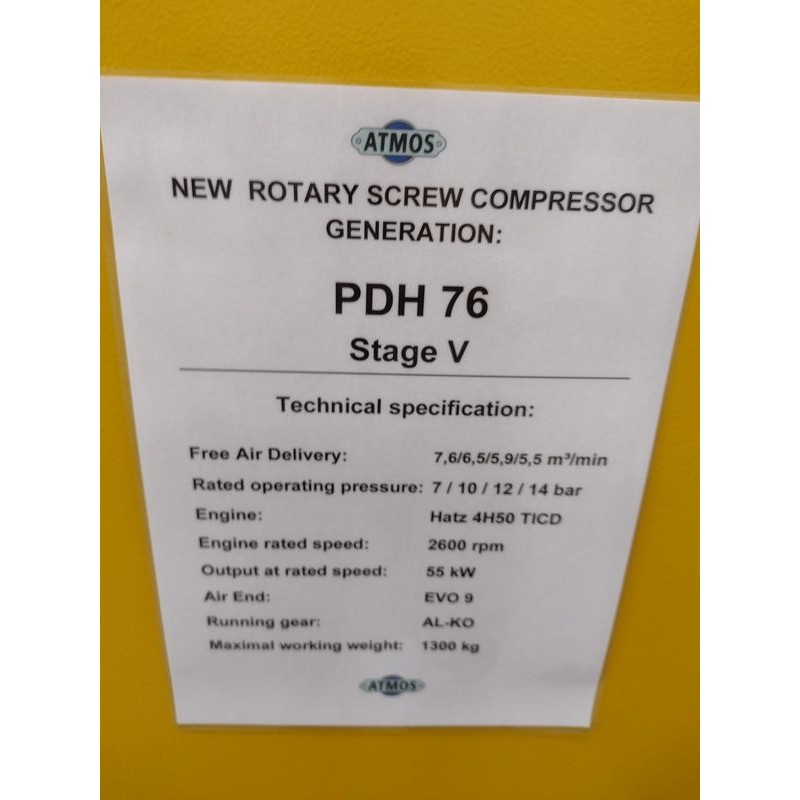 ATMOS
NEW ROTARY SCREW COMPRESSOR
GENERATION:
PDH 76
Stage V
Technical specification:
Free Air Delivery: 7,6/6,5/5,9/5,5 m³/min
Rated operating pressure: 7 / 10 / 12 / 14 bar
Engine: Hatz 4H50 TICD
Engine rated speed: 2600 rpm
Output at rated speed: 55 kW
Air End: EVO 9
Running gear: AL-KO
Maximal working weight: 1300 kg
ATMOS